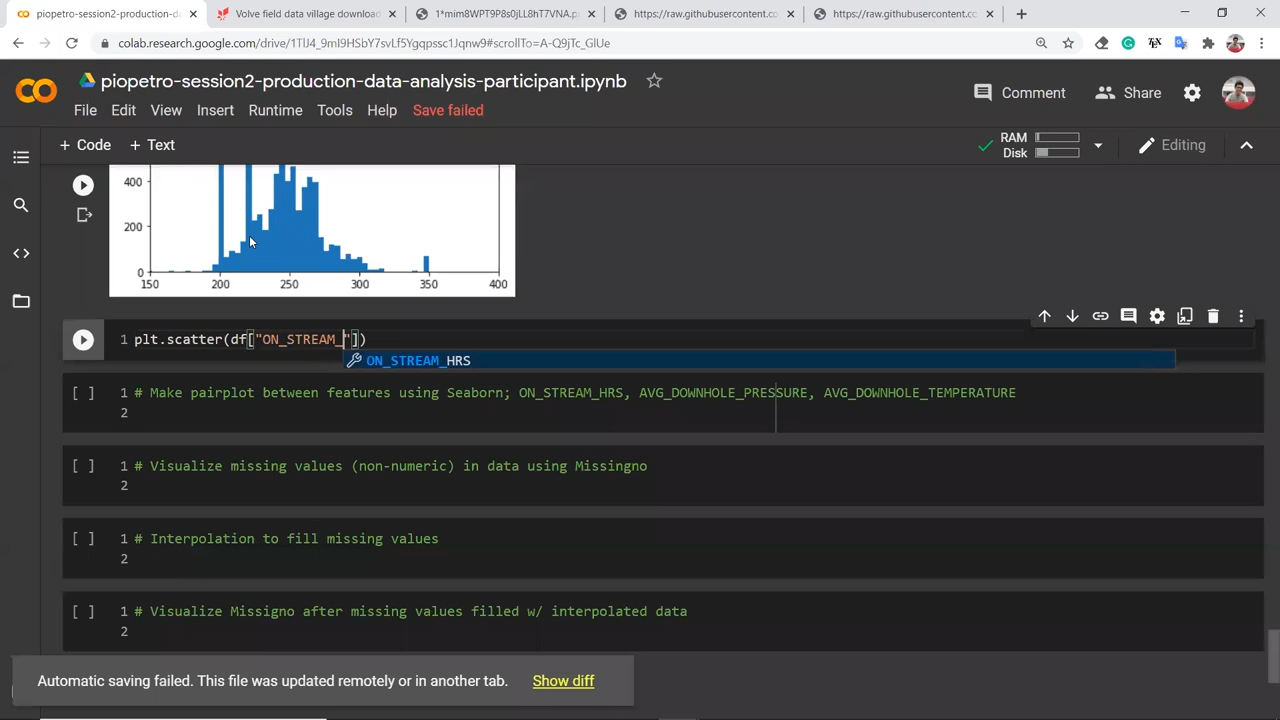 piopetro-session2-production-d
Volve field data village download
1*mim8WPT9P8s0jLL8hT7VNA.p
https://raw.githubusercontent.co
https://raw.githubusercontent.co
colab.research.google.com/drive/1TlJ4_9mI9HSbY7svLf5Ygqpssc1Jqnw9#scrollTo=A-Q9jTc_GlUe
piopetro-session2-production-data-analysis-participant.ipynb
File Edit View Insert Runtime Tools Help Save failed
Comment Share
+ Code + Text
RAM
Disk
Editing
400
200
0
150 200 250 300 350 400
1 plt.scatter(df["ON_STREAM_"])
ON_STREAM_HRS
[ ] 1 # Make pairplot between features using Seaborn; ON_STREAM_HRS, AVG_DOWNHOLE_PRESSURE, AVG_DOWNHOLE_TEMPERATURE
2
[ ] 1 # Visualize missing values (non-numeric) in data using Missingno
2
[ ] 1 # Interpolation to fill missing values
2
[ ] 1 # Visualize Missigno after missing values filled w/ interpolated data
2
Automatic saving failed. This file was updated remotely or in another tab. Show diff